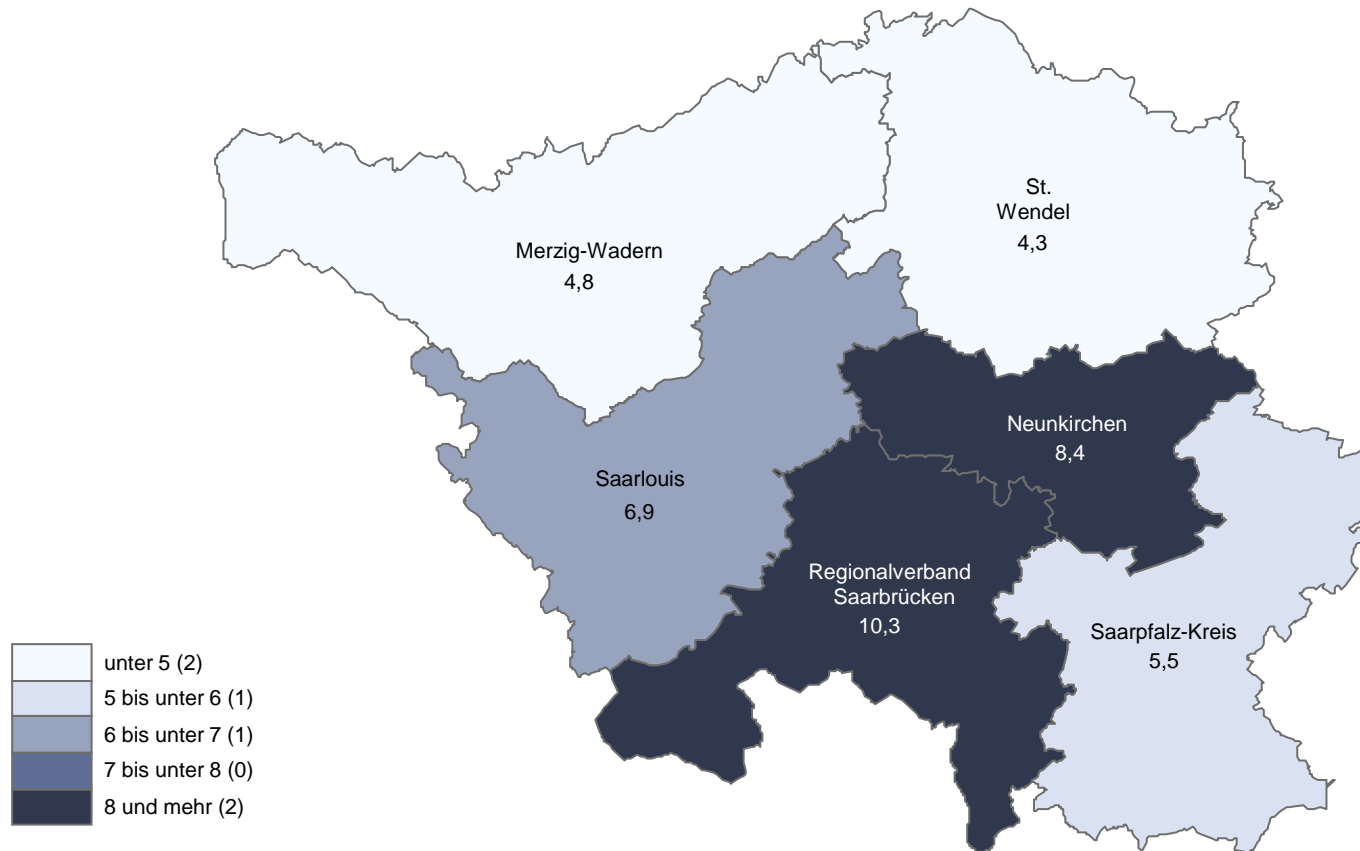 St.
Wendel
4,3
Merzig-Wadern
4,8
Neunkirchen
8,4
Saarlouis
6,9
Regionalverband
Saarbrücken
10,3
Saarpfalz-Kreis
5,5
unter 5 (2)
5 bis unter 6 (1)
6 bis unter 7 (1)
7 bis unter 8 (0)
8 und mehr (2)